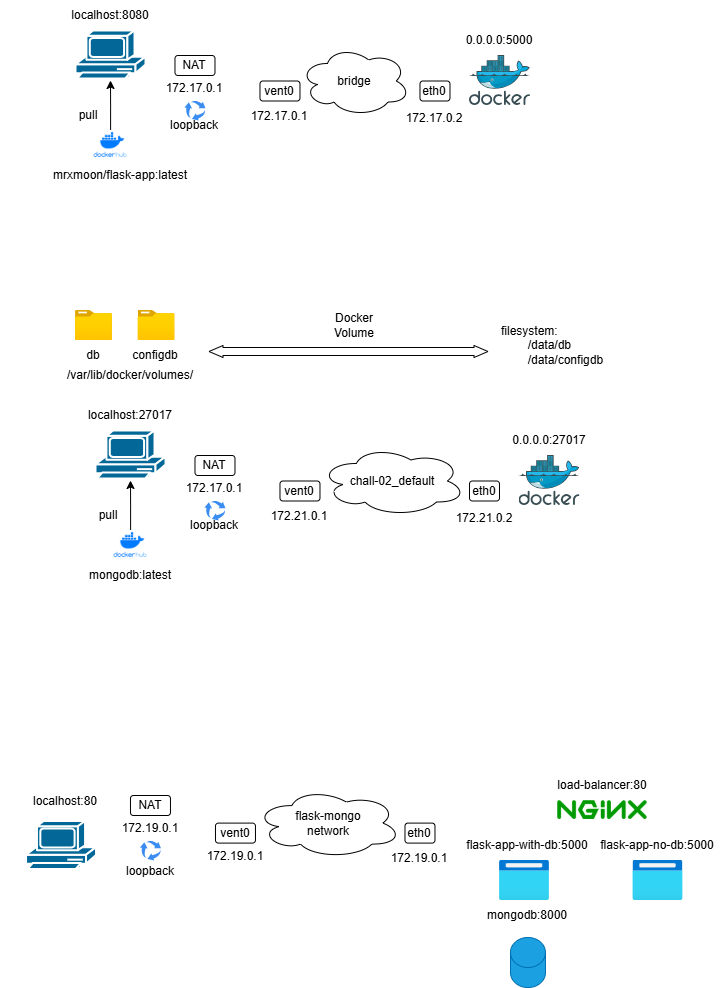 localhost:8080
0.0.0.0:5000
NAT
bridge
172.17.0.1
vent0
eth0
docker
pull
loopback
172.17.0.1
172.17.0.2
dockerhub
mrxmoon/flask-app:latest
Docker
Volume
filesystem:
/data/db
/data/configdb
db
configdb
/var/lib/docker/volumes/
localhost:27017
0.0.0.0:27017
NAT
chall-02_default
172.17.0.1
vent0
eth0
docker
pull
loopback
172.21.0.1
172.21.0.2
dockerhub
mongodb:latest
load-balancer:80
localhost:80
NAT
NGINX
flask-mongo
network
172.19.0.1
vent0
eth0
flask-app-with-db:5000
flask-app-no-db:5000
172.19.0.1
172.19.0.1
loopback
mongodb:8000